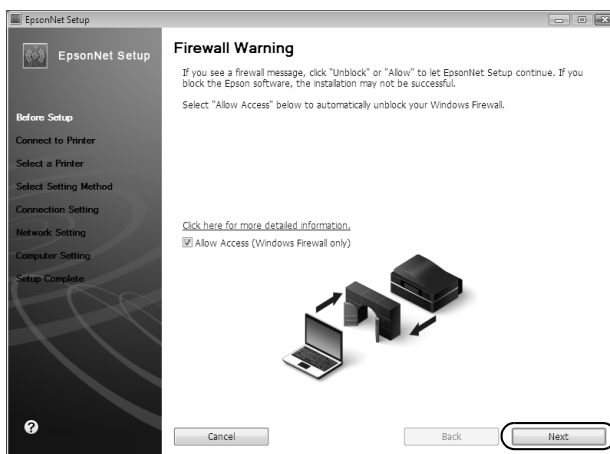 EpsonNet Setup
EpsonNet Setup
Before Setup
Connect to Printer
Select a Printer
Select Setting Method
Connection Setting
Network Setting
Computer Setting
Setup Complete
Firewall Warning
If you see a firewall message, click "Unblock" or "Allow" to let EpsonNet Setup continue. If you
block the Epson software, the installation may not be successful.
Select "Allow Access" below to automatically unblock your Windows Firewall.
Click here for more detailed information.
Allow Access (Windows Firewall only)
?
Cancel
Back
Next